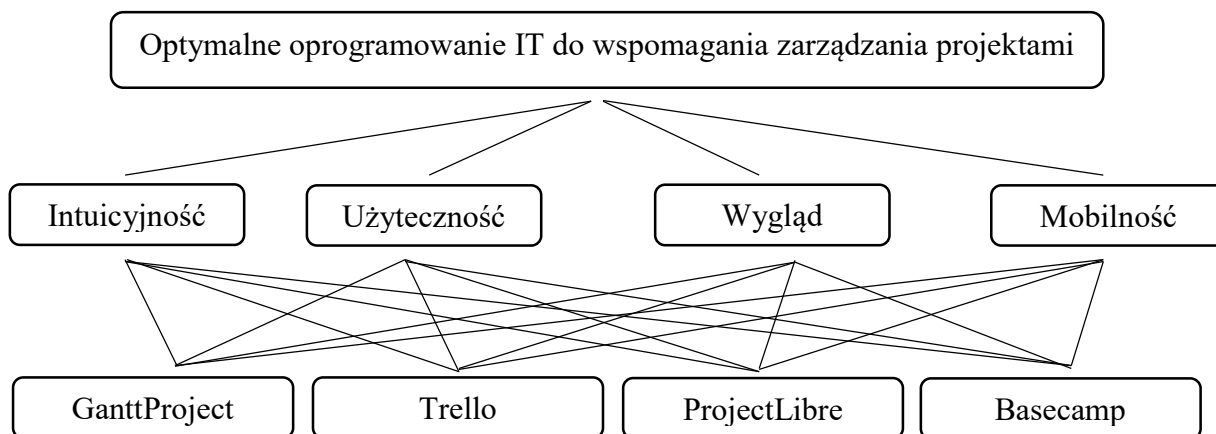 Optymalne oprogramowanie IT do wspomagania zarządzania projektami
Intuicyjność
Użyteczność
Wygląd
Mobilność
GanttProject
Trello
ProjectLibre
Basecamp